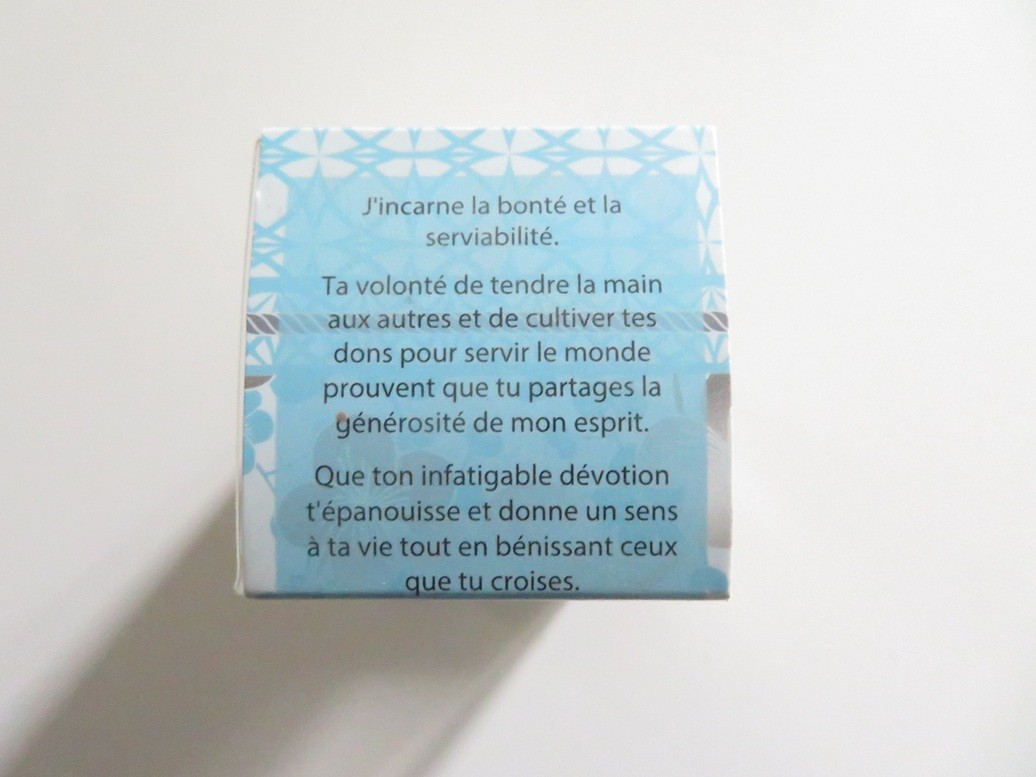 J'incarne la bonté et la
serviabilité.
Ta volonté de tendre la main
aux autres et de cultiver tes
dons pour servir le monde
prouvent que tu partages la
générosité de mon esprit.
Que ton infatigable dévotion
t'épanouisse et donne un sens
à ta vie tout en bénissant ceux
que tu croises.